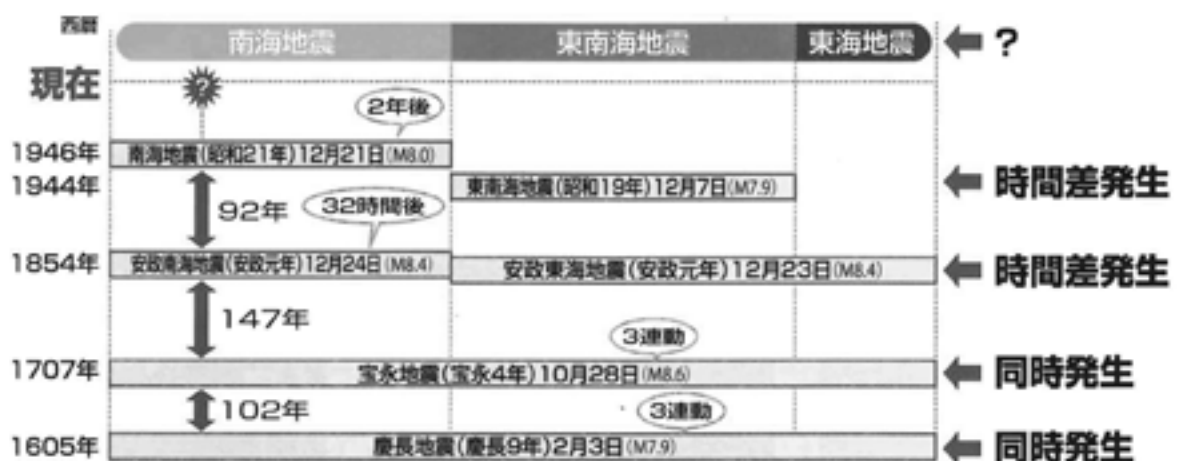 西暦
南海地震 東南海地震 東海地震 ?
現在 ?
2年後
1946年 南海地震(昭和21年)12月21日(M8.0)
1944年 東南海地震(昭和19年)12月7日(M7.9) 時間差発生
92年 32時間後
1854年 安政南海地震(安政元年)12月24日(M8.4) 安政東海地震(安政元年)12月23日(M8.4) 時間差発生
147年
3連動
1707年 宝永地震(宝永4年)10月28日(M8.6) 同時発生
102年 3連動
1605年 慶長地震(慶長9年)2月3日(M7.9) 同時発生